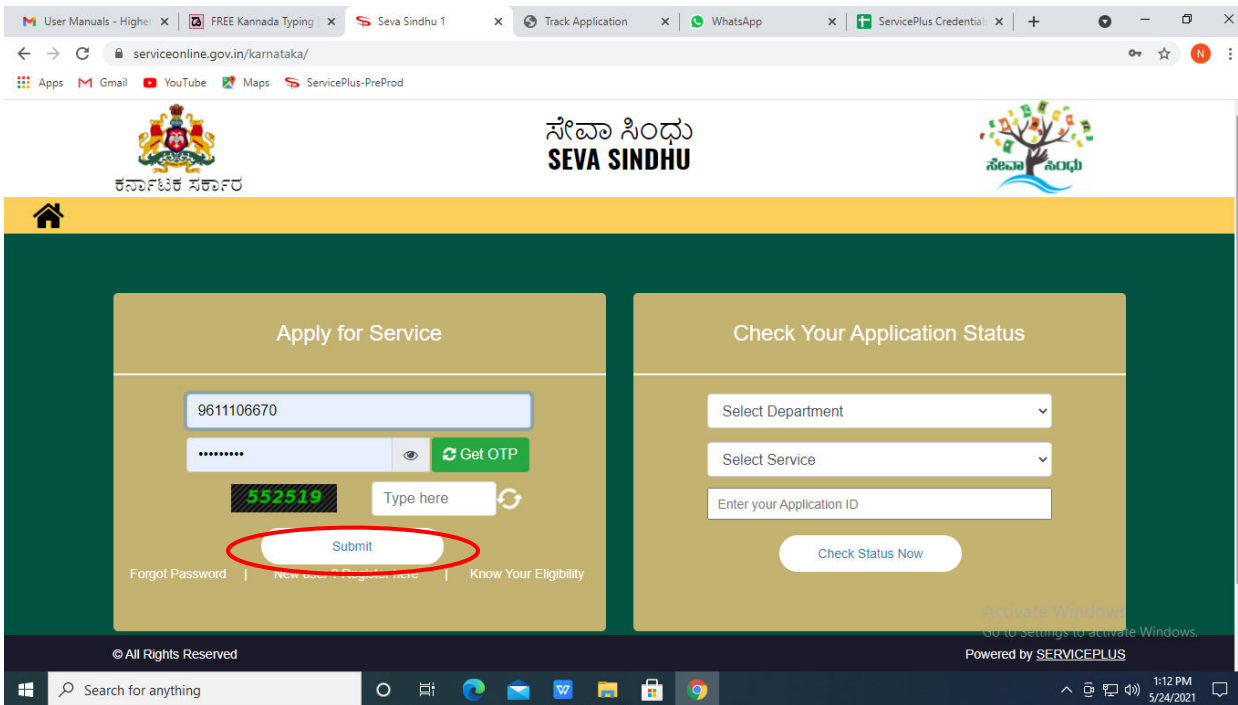 User Manuals - Higher
FREE Kannada Typing
Seva Sindhu 1
Track Application
WhatsApp
ServicePlus Credential
serviceonline.gov.in/karnataka/
N
Apps
Gmail
YouTube
Maps
ServicePlus-PreProd
ಸೇವಾ ಸಿಂಧು
SEVA SINDHU
ಕರ್ನಾಟಕ ಸರ್ಕಾರ
ಸೇವಾ ಸಿಂಧು
Apply for Service
9611106670
Get OTP
552519
Type here
Submit
Forgot Password | New user ? Register here | Know Your Eligibility
Check Your Application Status
Select Department
Select Service
Enter your Application ID
Check Status Now
Activate Windows
Go to Settings to activate Windows.
© All Rights Reserved
Powered by SERVICEPLUS
Search for anything
1:12 PM
5/24/2021